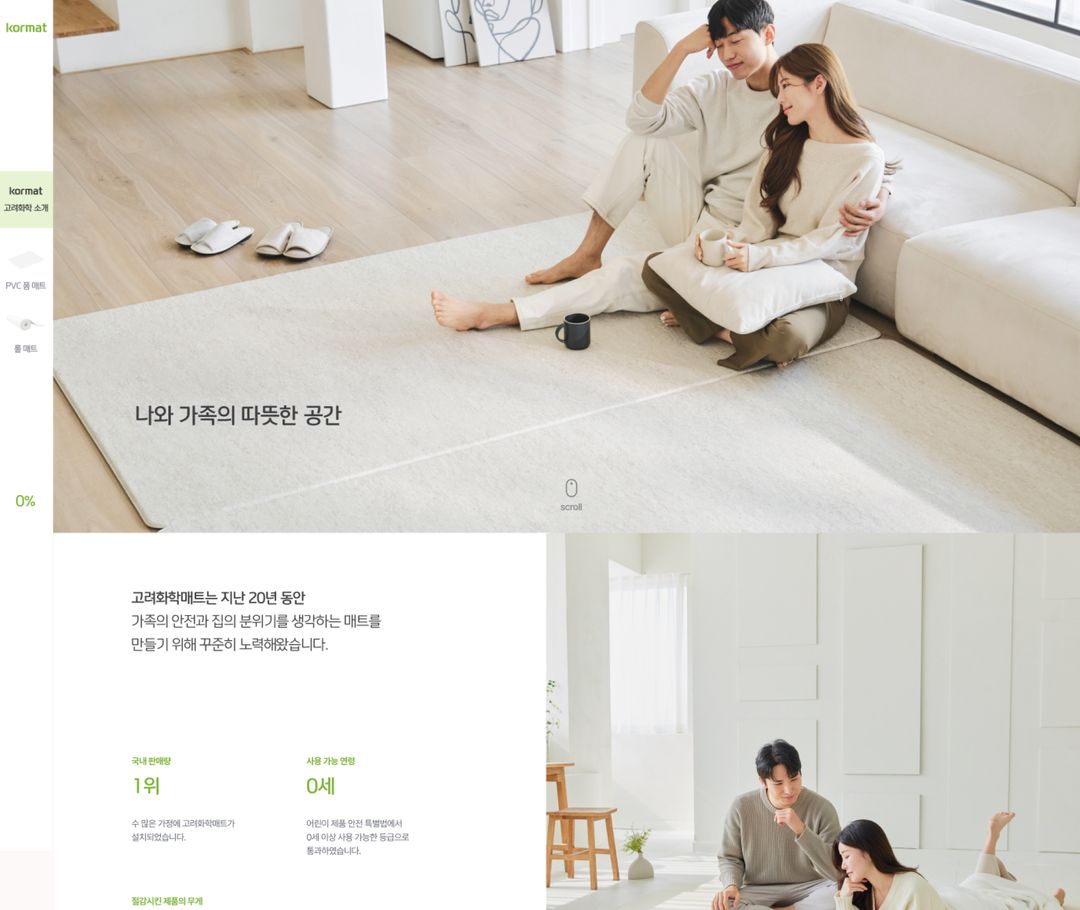 kormat
kormat
고려화학 소개
PVC 폼 매트
롤 매트
0%
나와 가족의 따뜻한 공간
scroll
고려화학매트는 지난 20년 동안
가족의 안전과 집의 분위기를 생각하는 매트를
만들기 위해 꾸준히 노력해왔습니다.
국내 판매량
1위
수 많은 가정에 고려화학매트가
설치되었습니다.
사용 가능 연령
0세
어린이 제품 안전 특별법에서
0세 이상 사용 가능한 등급으로
통과하였습니다.
절감시킨 제품의 무게